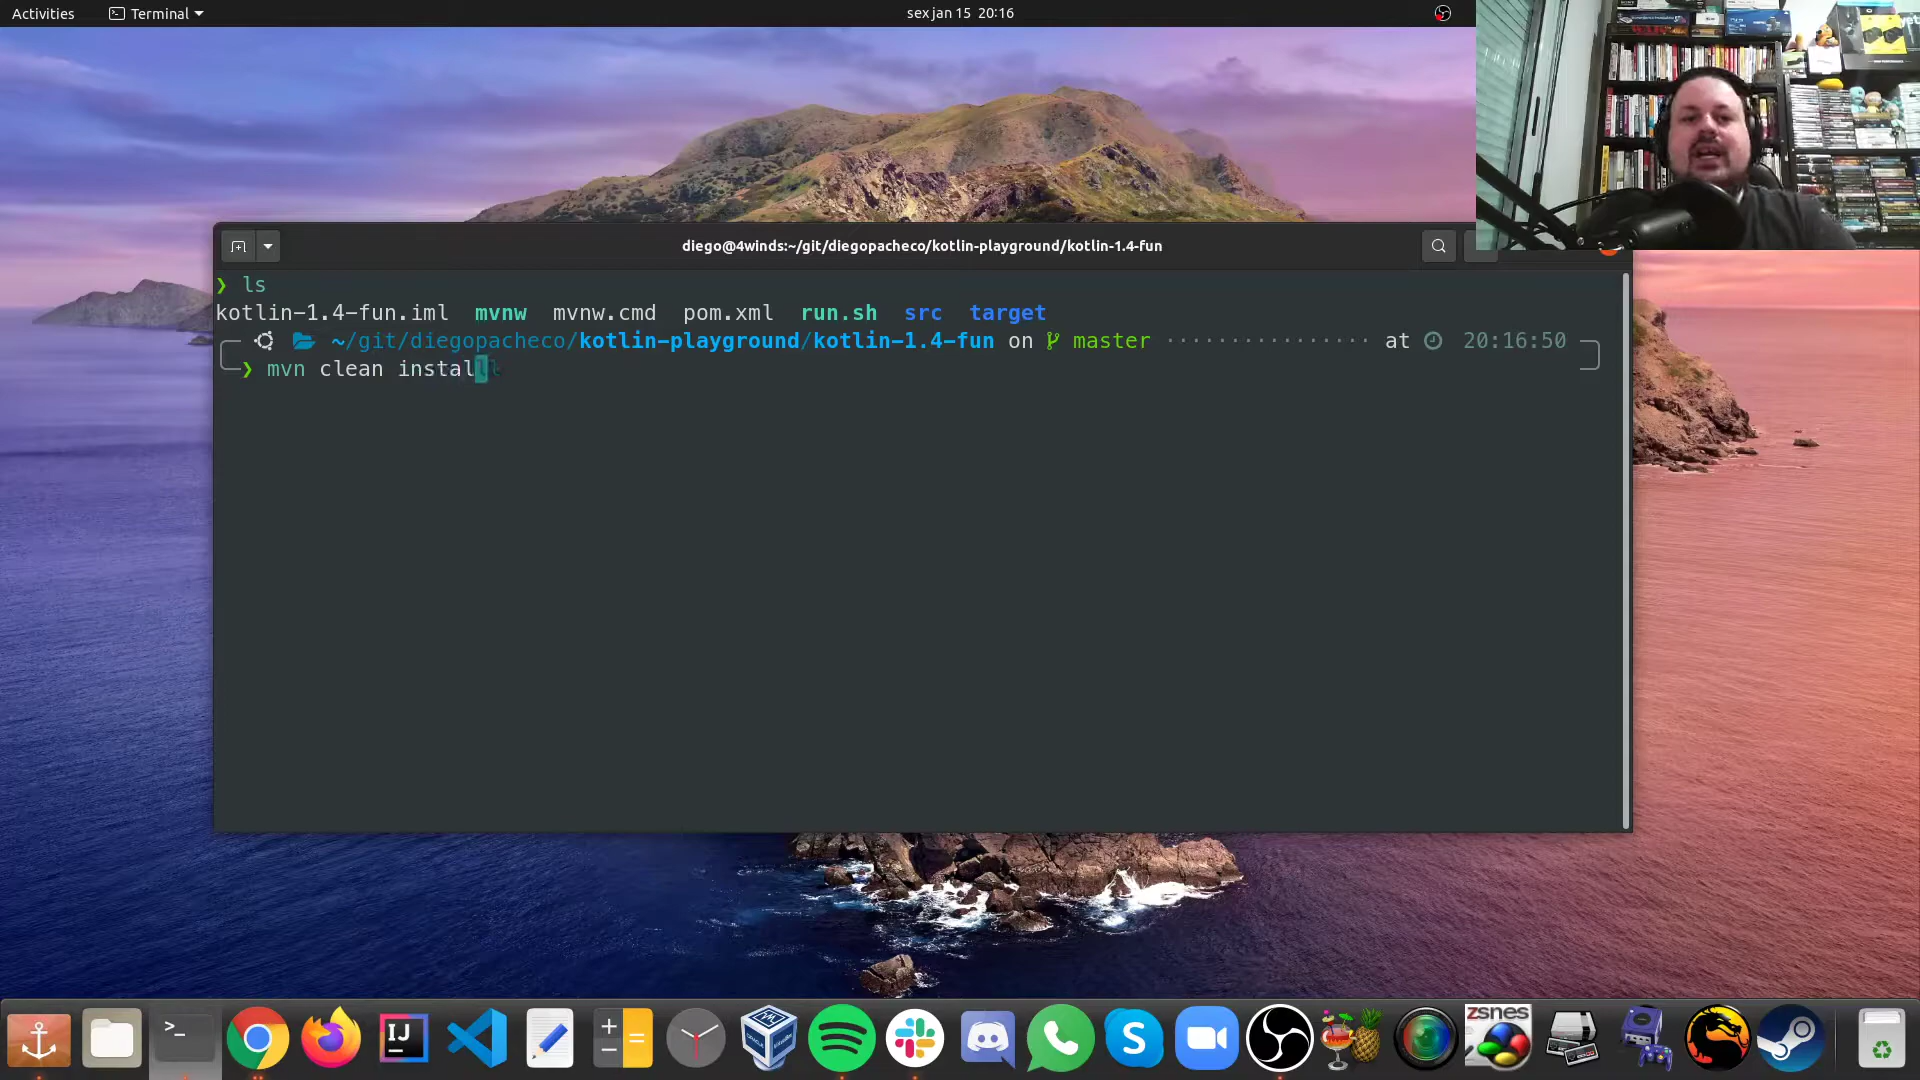 Activities
Terminal
sex jan 15 20:16
diego@4winds:~/git/diegopacheco/kotlin-playground/kotlin-1.4-fun
❯ ls
kotlin-1.4-fun.iml mvnw mvnw.cmd pom.xml run.sh src target
~/git/diegopacheco/kotlin-playground/kotlin-1.4-fun on master ················ at 20:16:50
❯ mvn clean install
IJ
zsnes